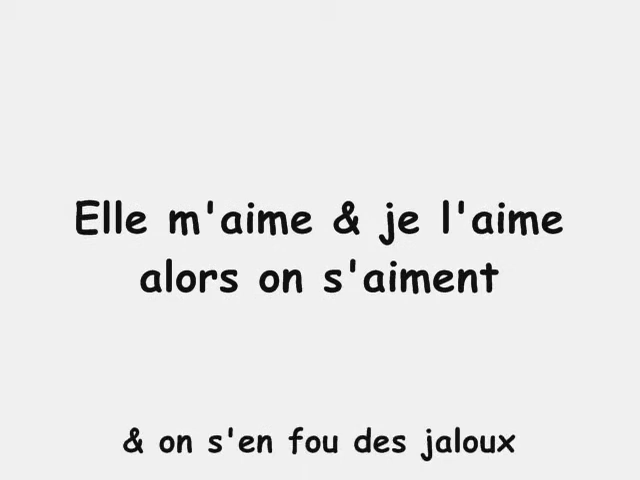 Elle m'aime & je l'aime
alors on s'aiment
& on s'en fou des jaloux